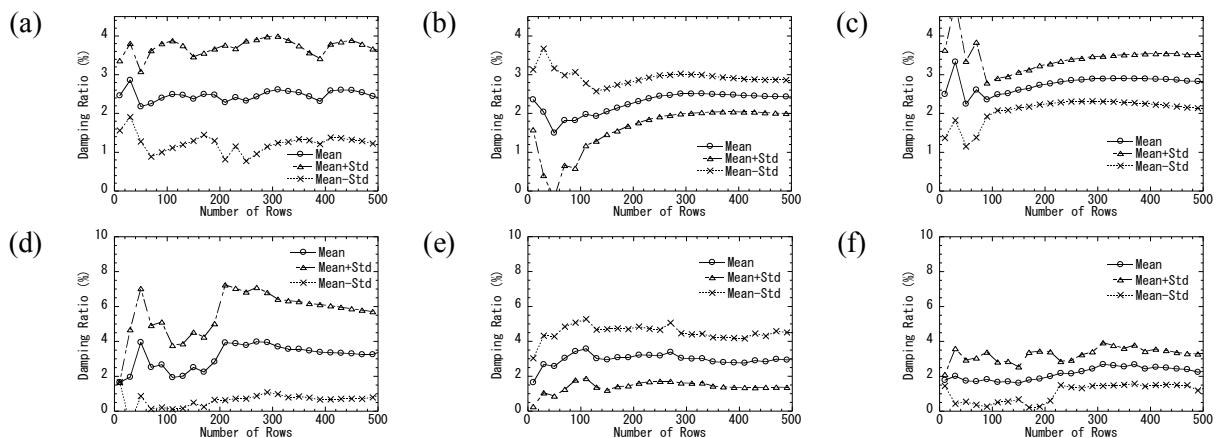 (a)
Damping Ratio (%)
4
3
2
1
0
0 100 200 300 400 500
Number of Rows
Mean
Mean+Std
Mean−Std
(b)
Damping Ratio (%)
4
3
2
1
0
0 100 200 300 400 500
Number of Rows
Mean
Mean+Std
Mean−Std
(c)
Damping Ratio (%)
4
3
2
1
0
0 100 200 300 400 500
Number of Rows
Mean
Mean+Std
Mean−Std
(d)
Damping Ratio (%)
10
8
6
4
2
0
0 100 200 300 400 500
Number of Rows
Mean
Mean+Std
Mean−Std
(e)
Damping Ratio (%)
10
8
6
4
2
0
0 100 200 300 400 500
Number of Rows
Mean
Mean+Std
Mean−Std
(f)
Damping Ratio (%)
10
8
6
4
2
0
0 100 200 300 400 500
Number of Rows
Mean
Mean+Std
Mean−Std